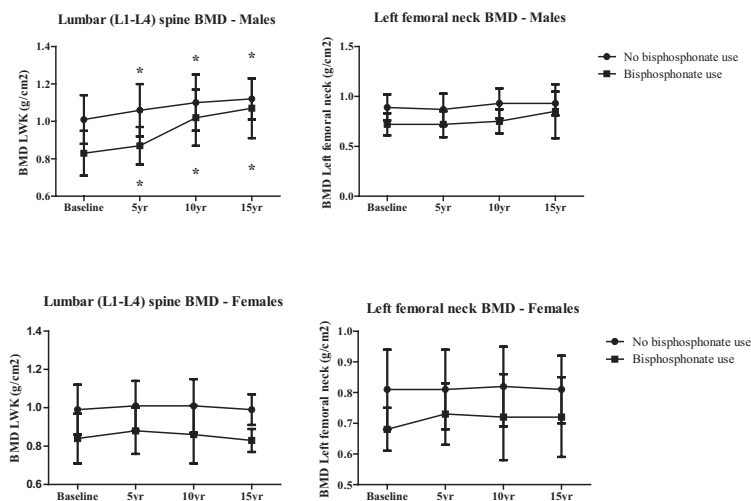 Lumbar (L1-L4) spine BMD - Males
BMD LWK (g/cm2)
1.4
1.2
1.0
0.8
0.6
* * *
* * *
Baseline 5yr 10yr 15yr
Left femoral neck BMD - Males
BMD Left femoral neck (g/cm2)
1.5
1.0
0.5
0.0
Baseline 5yr 10yr 15yr
No bisphosphonate use
Bisphosphonate use
Lumbar (L1-L4) spine BMD - Females
BMD LWK (g/cm2)
1.4
1.2
1.0
0.8
0.6
Baseline 5yr 10yr 15yr
Left femoral neck BMD - Females
BMD Left femoral neck (g/cm2)
1.0
0.9
0.8
0.7
0.6
0.5
Baseline 5yr 10yr 15yr
No bisphosphonate use
Bisphosphonate use